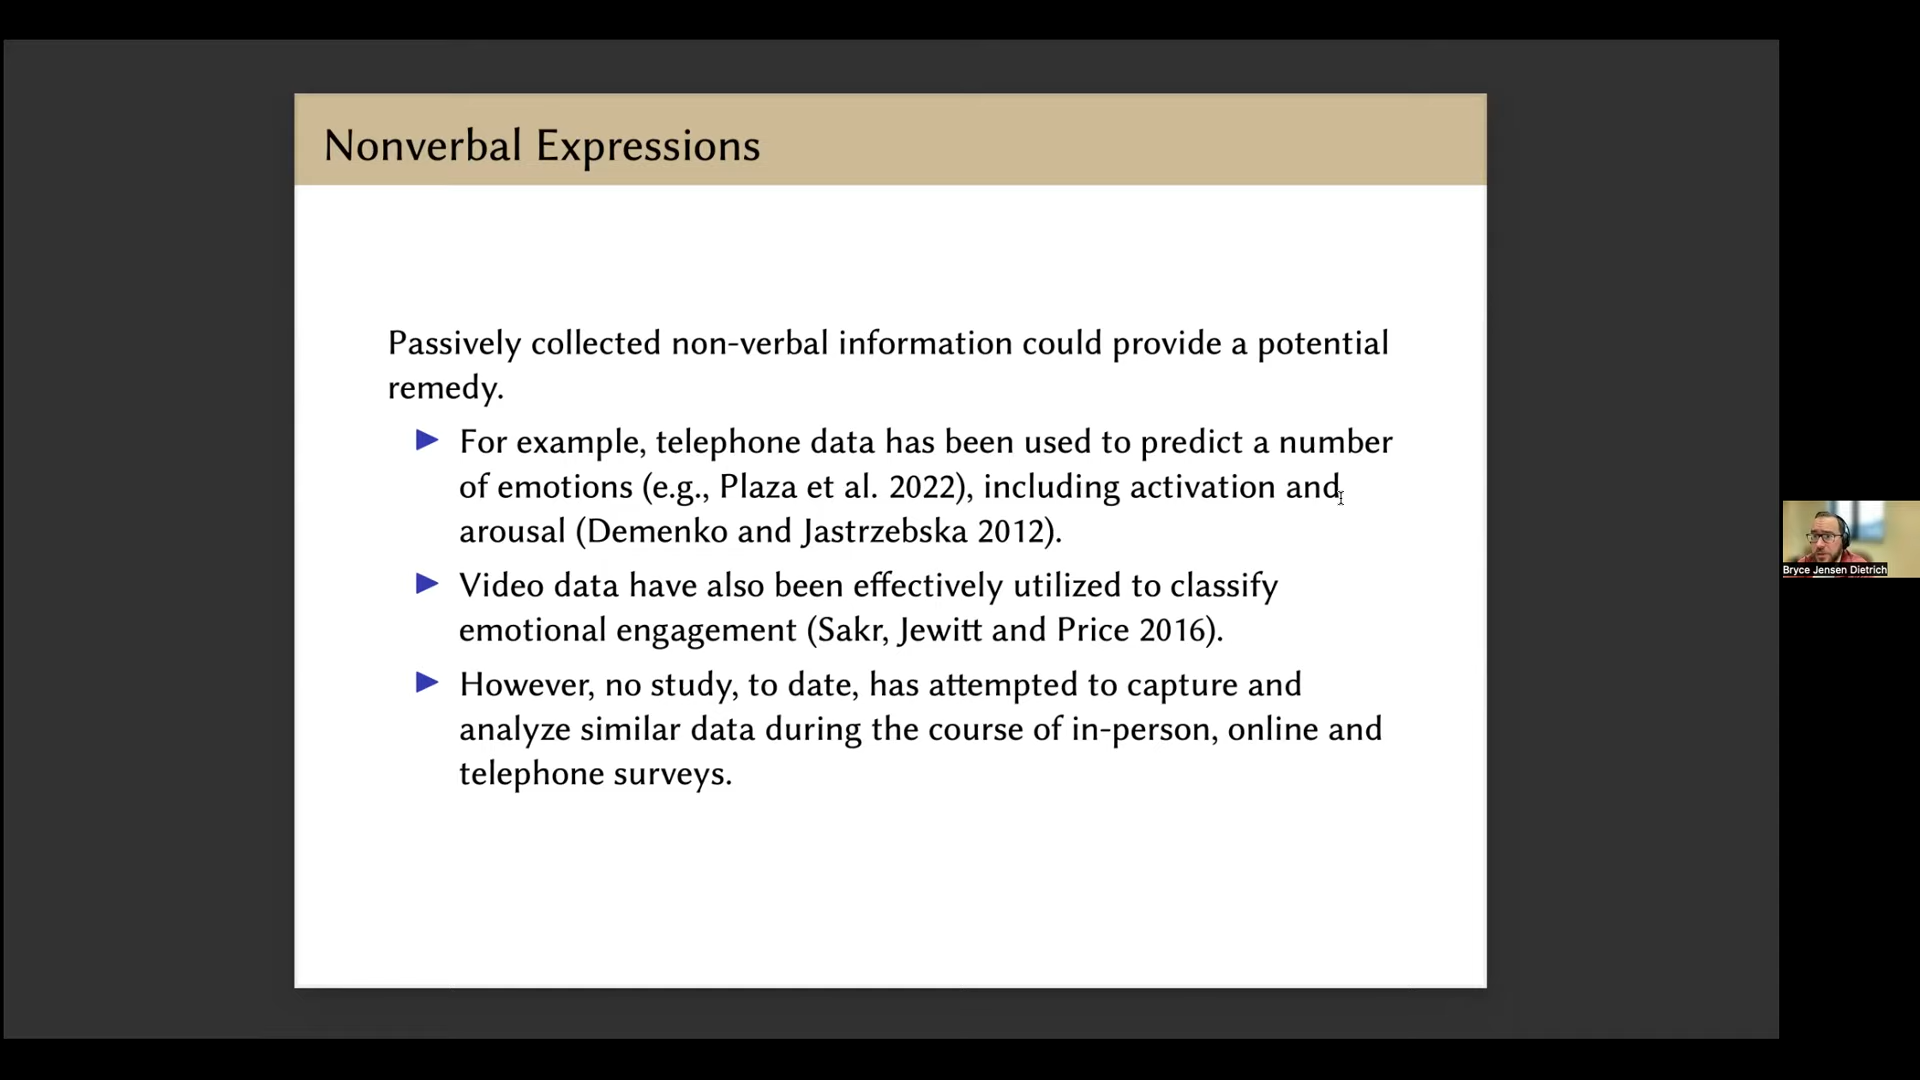 Nonverbal Expressions
Passively collected non-verbal information could provide a potential
remedy.
For example, telephone data has been used to predict a number
of emotions (e.g., Plaza et al. 2022), including activation and
arousal (Demenko and Jastrzebska 2012).
Video data have also been effectively utilized to classify
emotional engagement (Sakr, Jewitt and Price 2016).
However, no study, to date, has attempted to capture and
analyze similar data during the course of in-person, online and
telephone surveys.
Bryce Jensen Dietrich